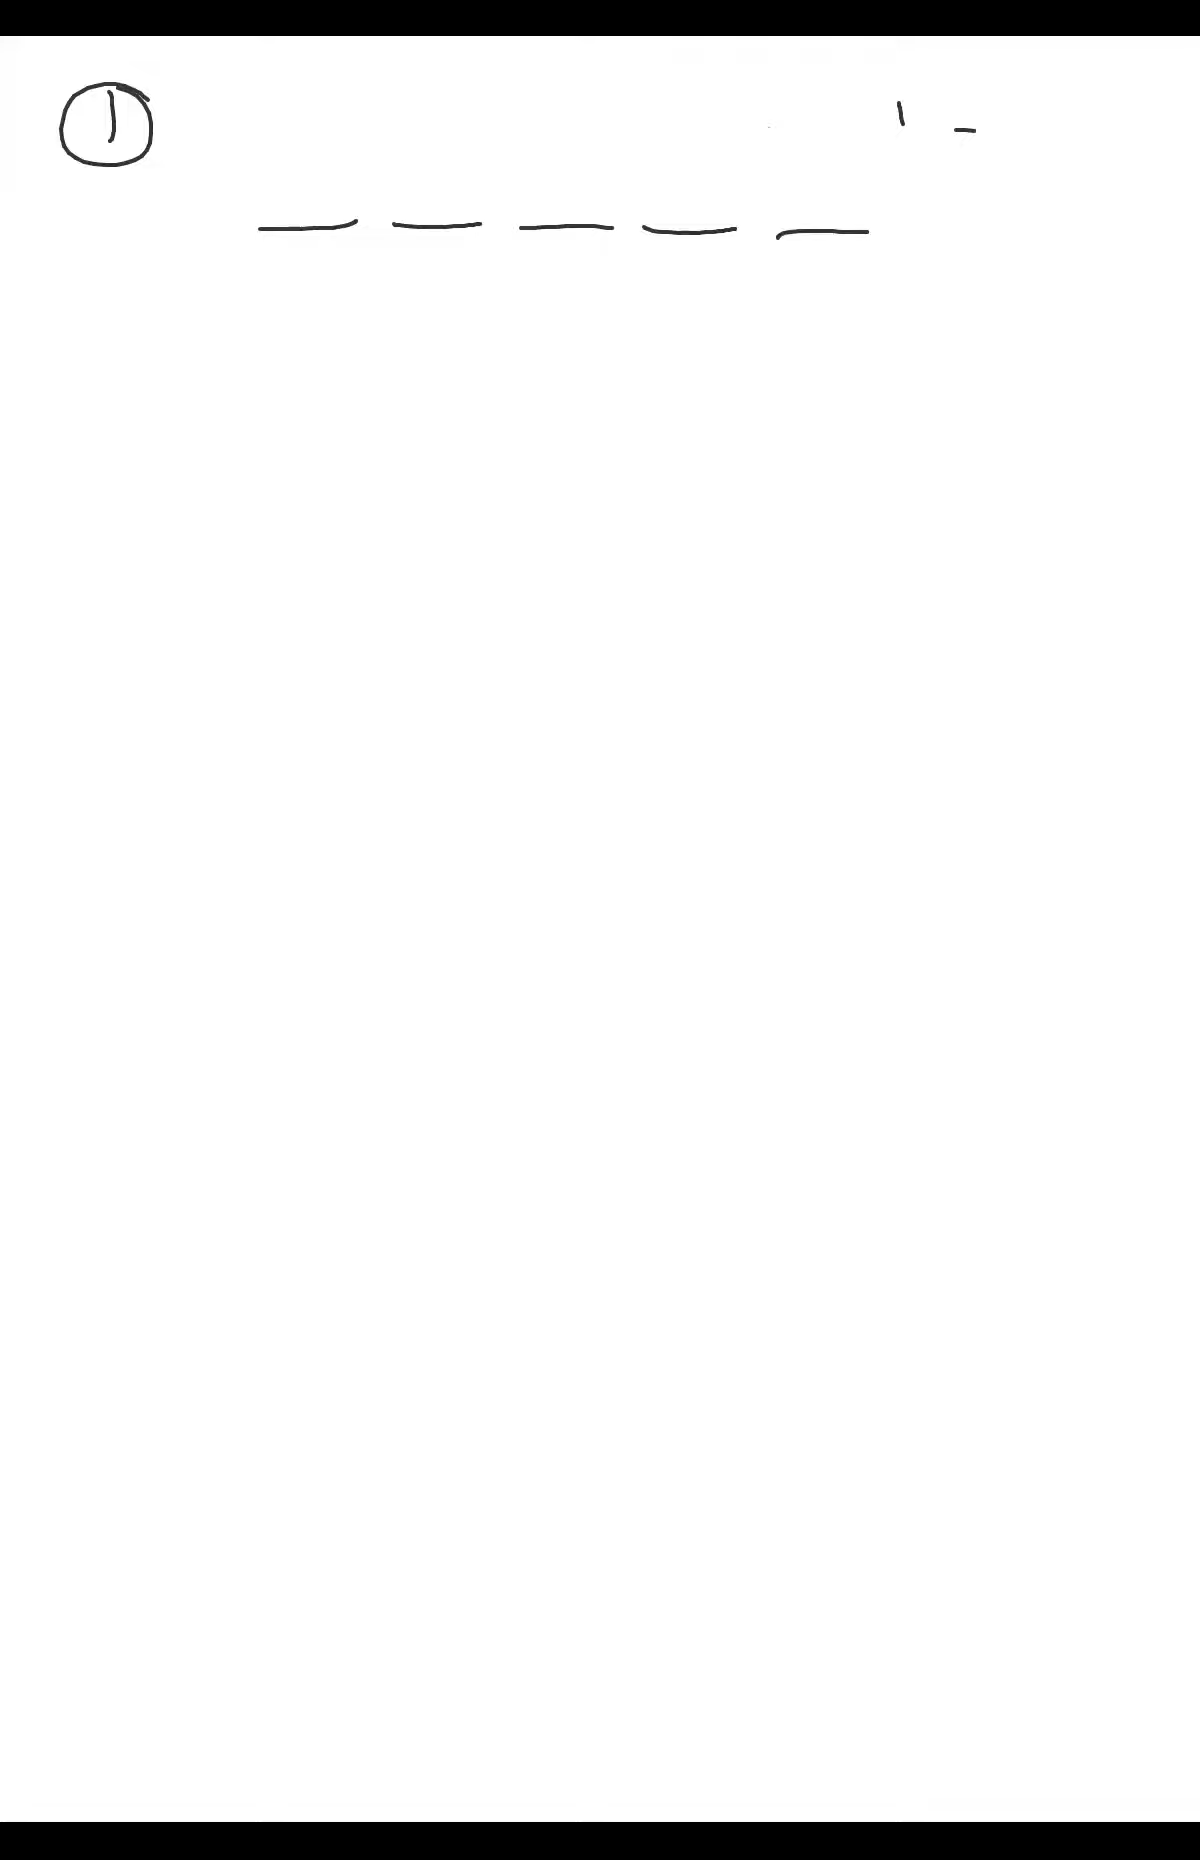 ① ' -
_ _ _ _ _